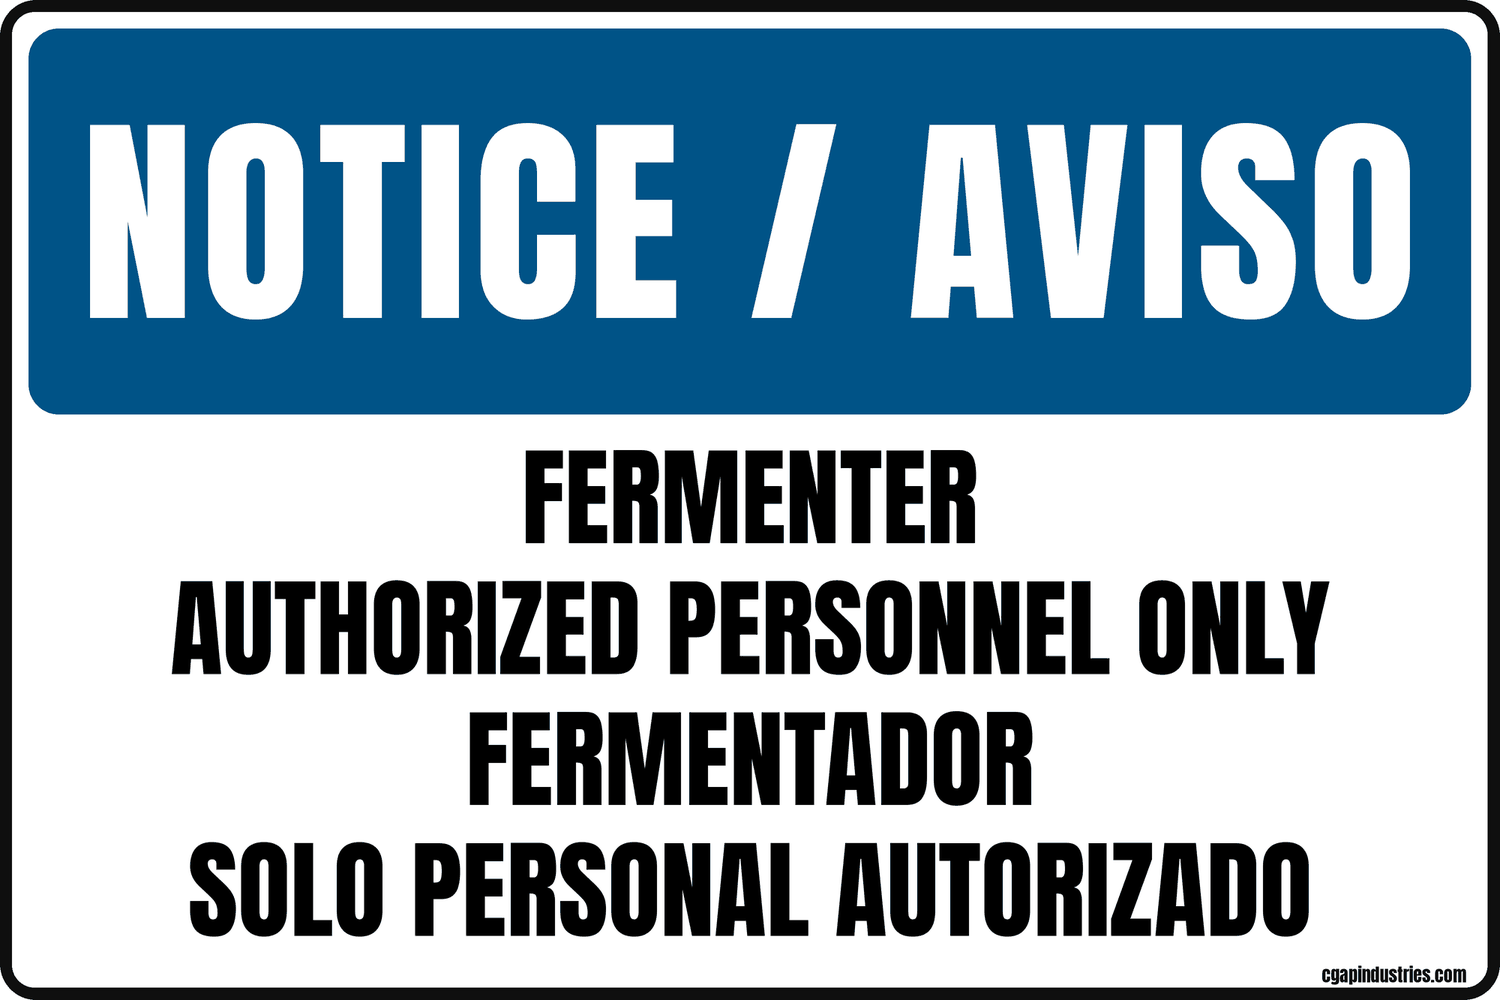 NOTICE / AVISO
FERMENTER
AUTHORIZED PERSONNEL ONLY
FERMENTADOR
SOLO PERSONAL AUTORIZADO
cgapindustries.com